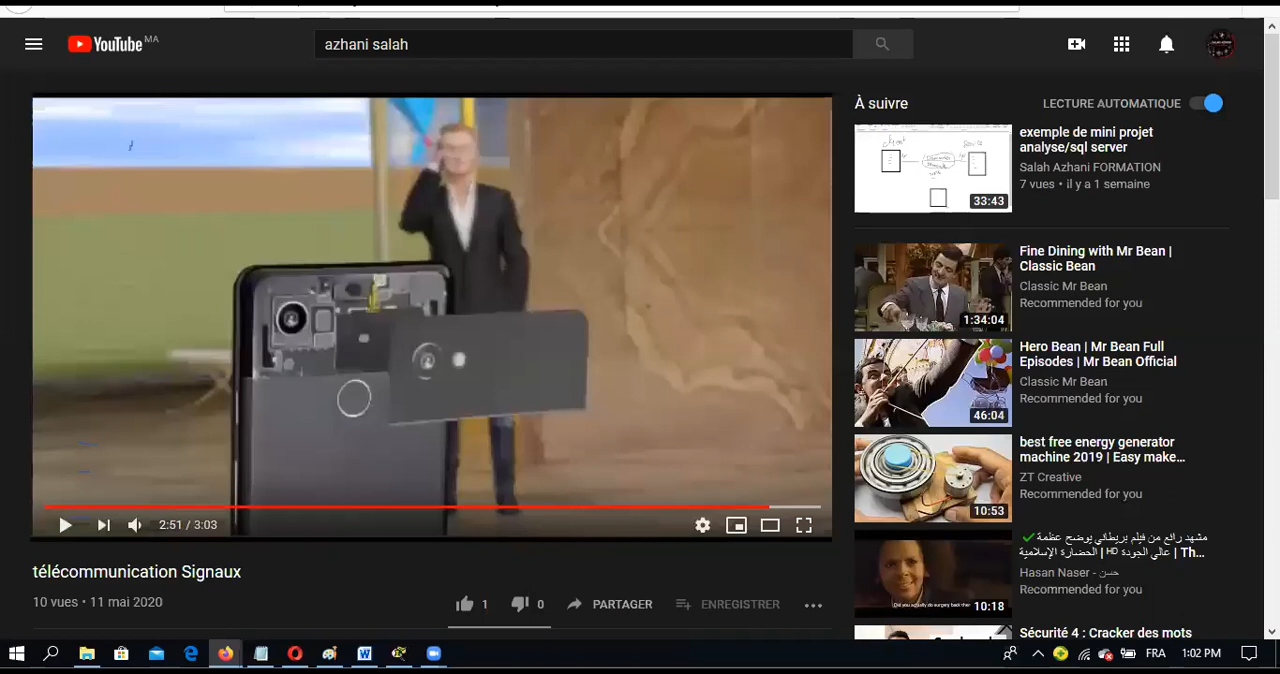 YouTube MA
azhani salah
2:51 / 3:03
télécommunication Signaux
10 vues • 11 mai 2020
1
0
PARTAGER
ENREGISTRER
À suivre
LECTURE AUTOMATIQUE
33:43
exemple de mini projet
analyse/sql server
Salah Azhani FORMATION
7 vues • il y a 1 semaine
1:34:04
Fine Dining with Mr Bean |
Classic Bean
Classic Mr Bean
Recommended for you
46:04
Hero Bean | Mr Bean Full
Episodes | Mr Bean Official
Classic Mr Bean
Recommended for you
10:53
best free energy generator
machine 2019 | Easy make...
ZT Creative
Recommended for you
10:18
مشهد رائع من فيلم بريطاني يوضح عظمة
الحضارة الإسلامية | HD عالي الجودة | Th...
Hasan Naser - حسن
Recommended for you
Sécurité 4 : Cracker des mots
FRA
1:02 PM